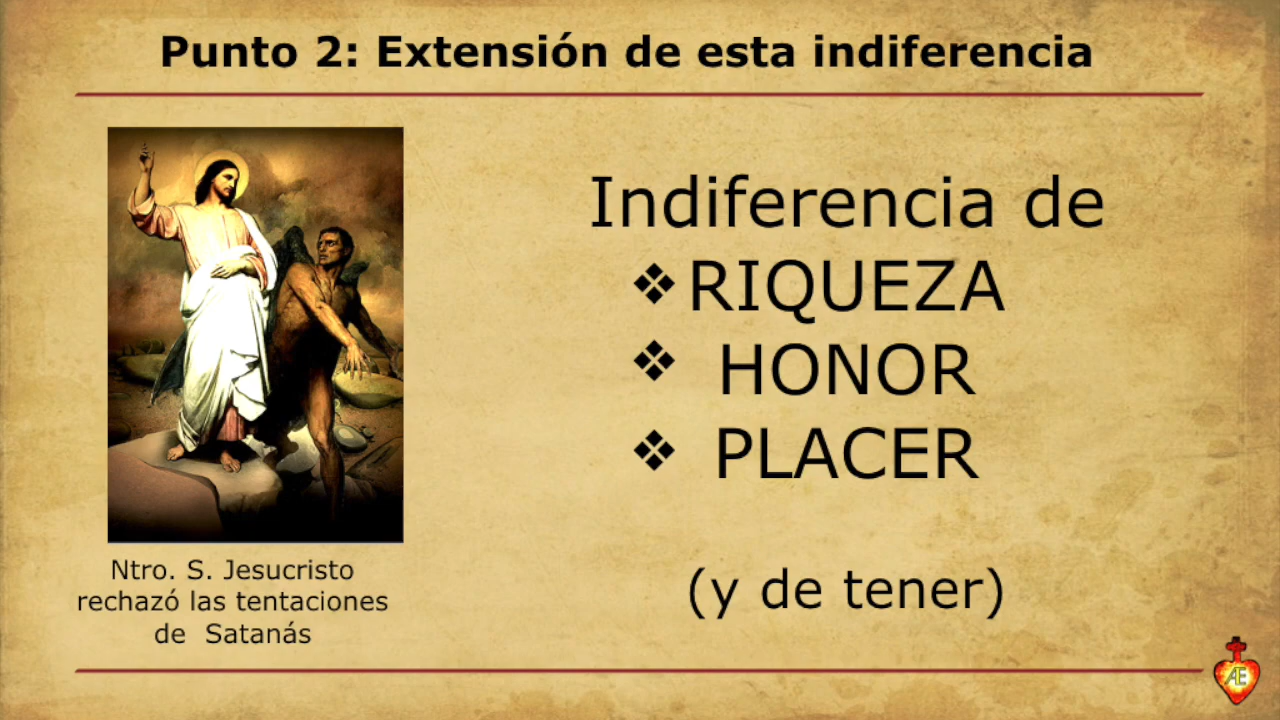 Punto 2: Extensión de esta indiferencia
Indiferencia de
❖RIQUEZA
❖ HONOR
❖ PLACER
(y de tener)
Ntro. S. Jesucristo
rechazó las tentaciones
de Satanás
Æ